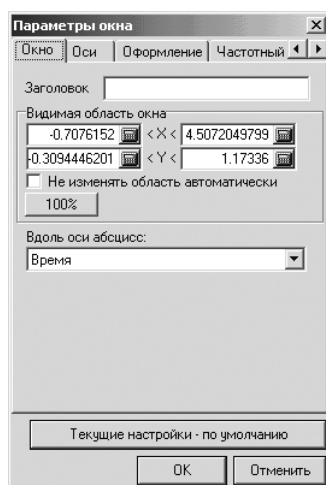 Параметры окна
Окно Оси Оформление Частотный
Заголовок
Видимая область окна
-0.7076152 < X < 4.5072049799
-0.3094446201 < Y < 1.17336
Не изменять область автоматически
100%
Вдоль оси абсцисс:
Время
Текущие настройки - по умолчанию
OK Отменить